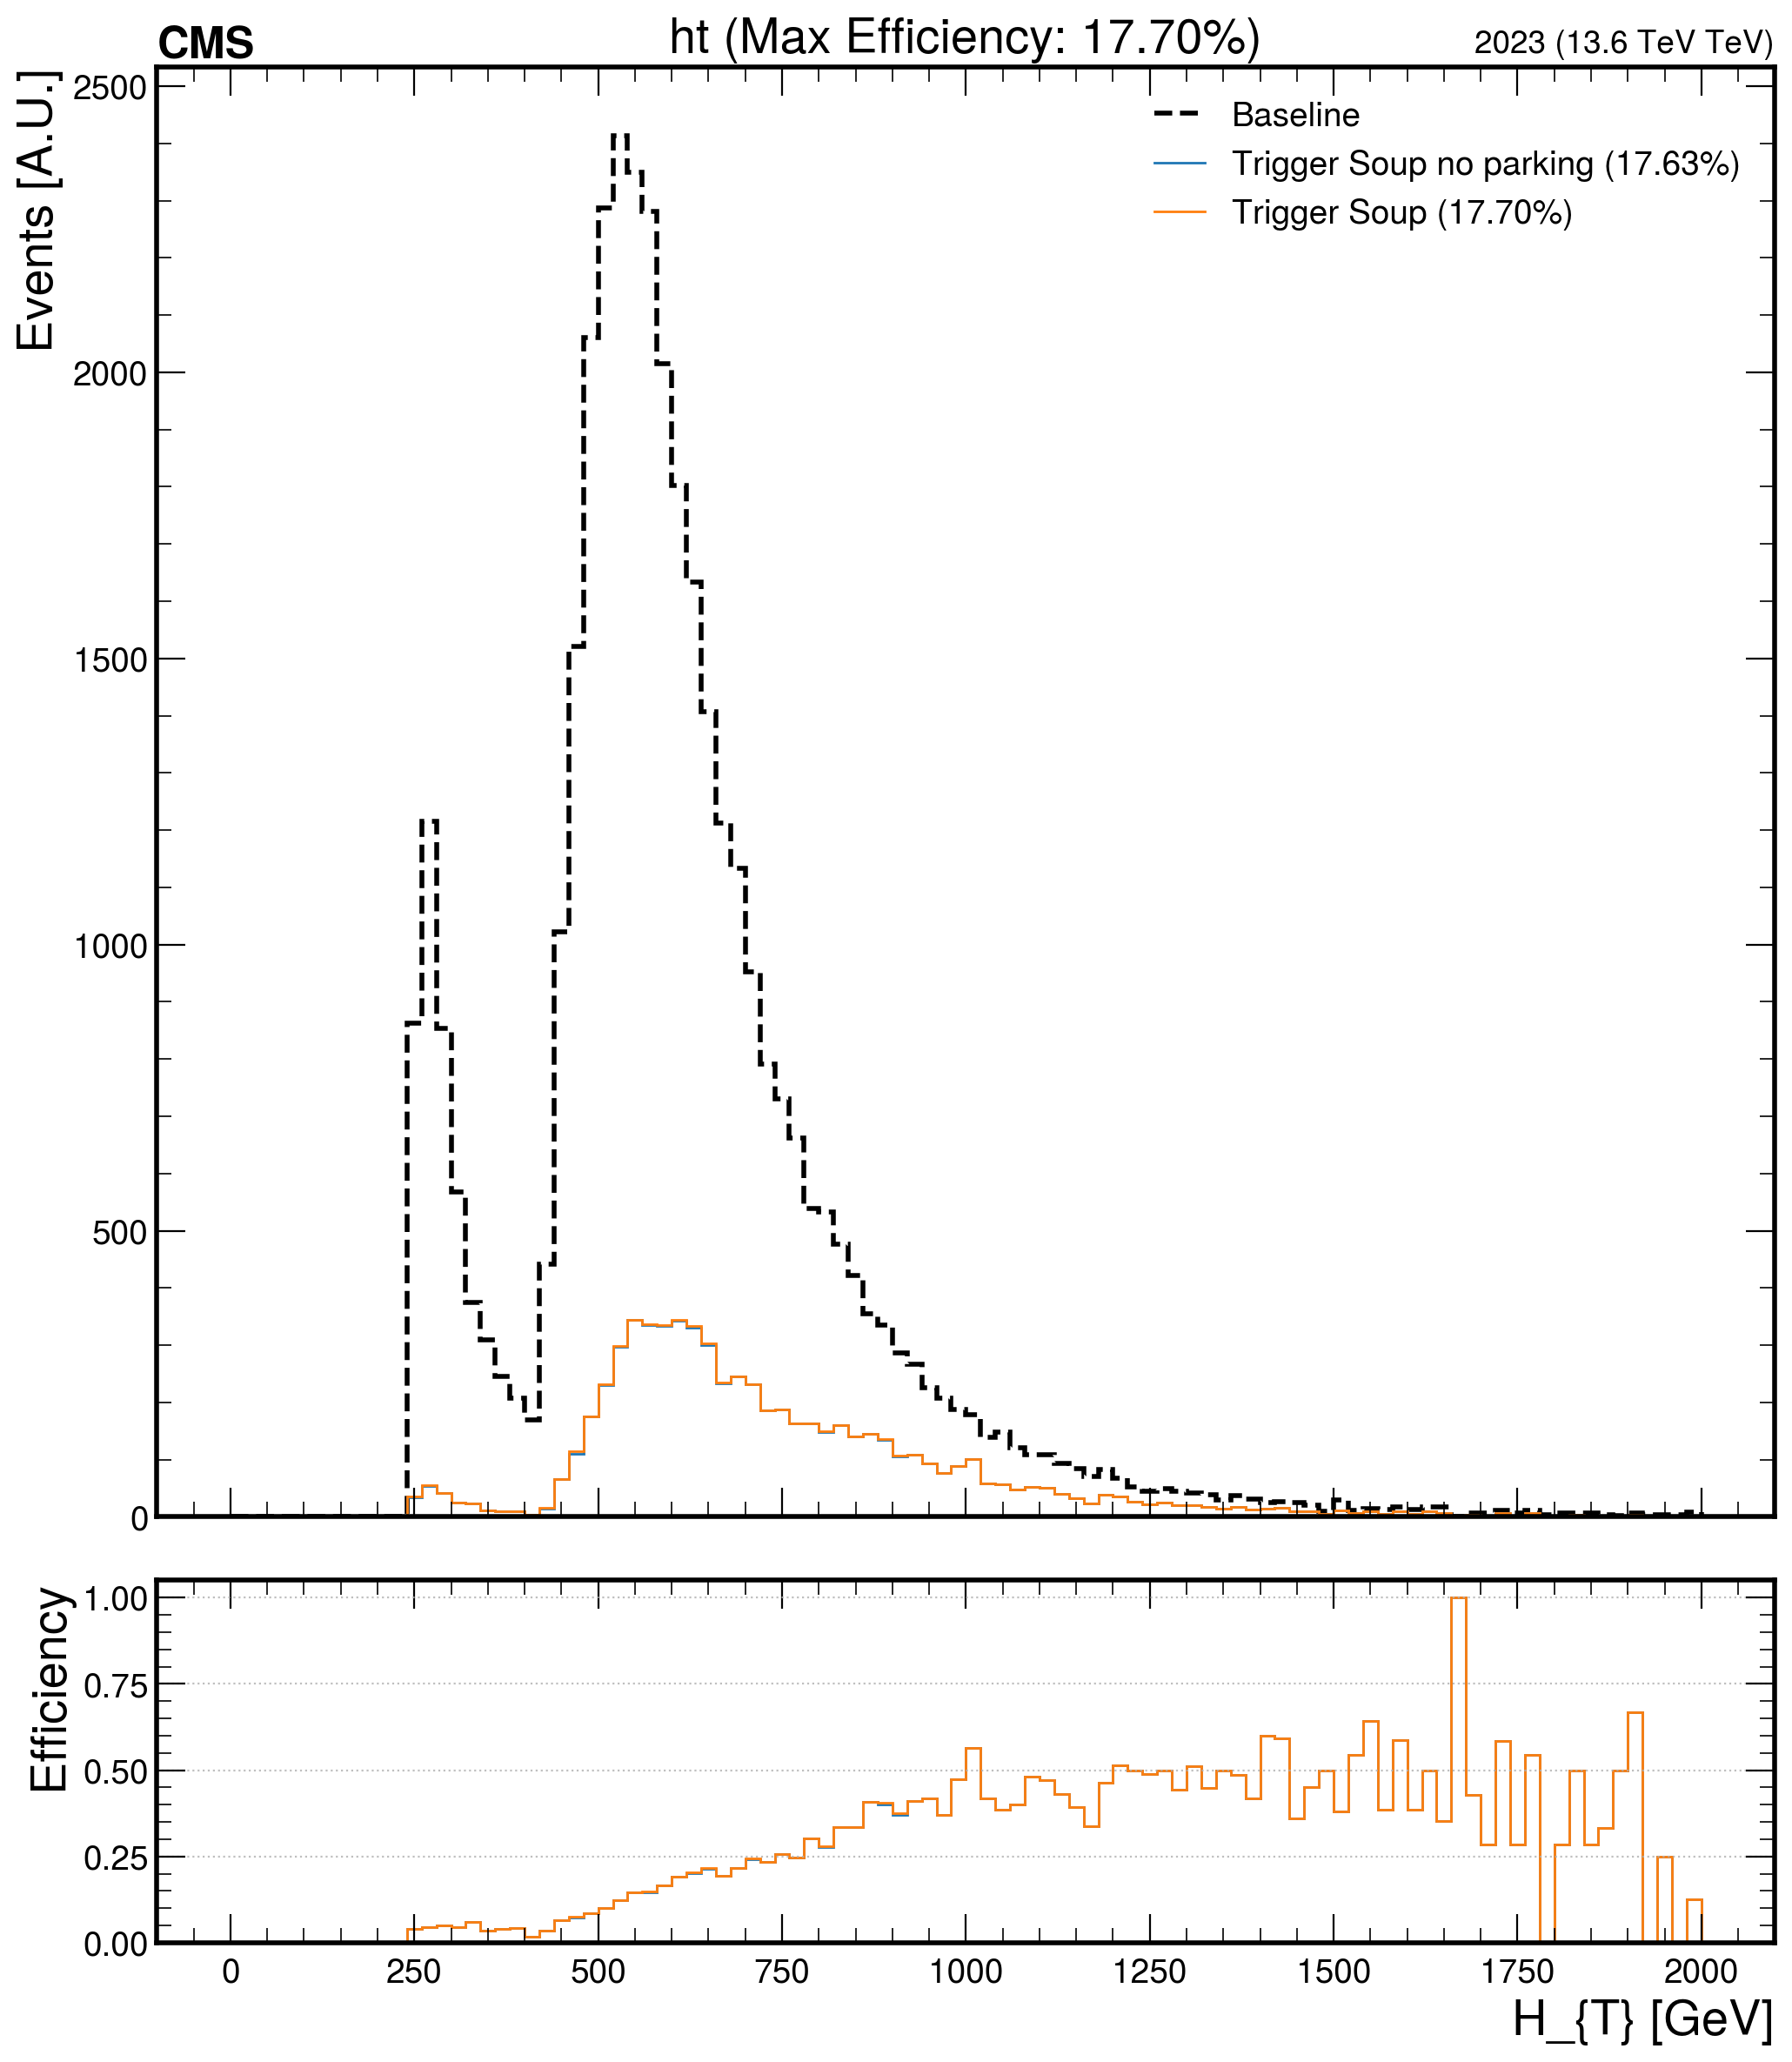 CMS
ht (Max Efficiency: 17.70%)
2023 (13.6 TeV TeV)
Events [A.U.]
2500
2000
1500
1000
500
0
Baseline
Trigger Soup no parking (17.63%)
Trigger Soup (17.70%)
Efficiency
1.00
0.75
0.50
0.25
0.00
0 250 500 750 1000 1250 1500 1750 2000
H_{T} [GeV]